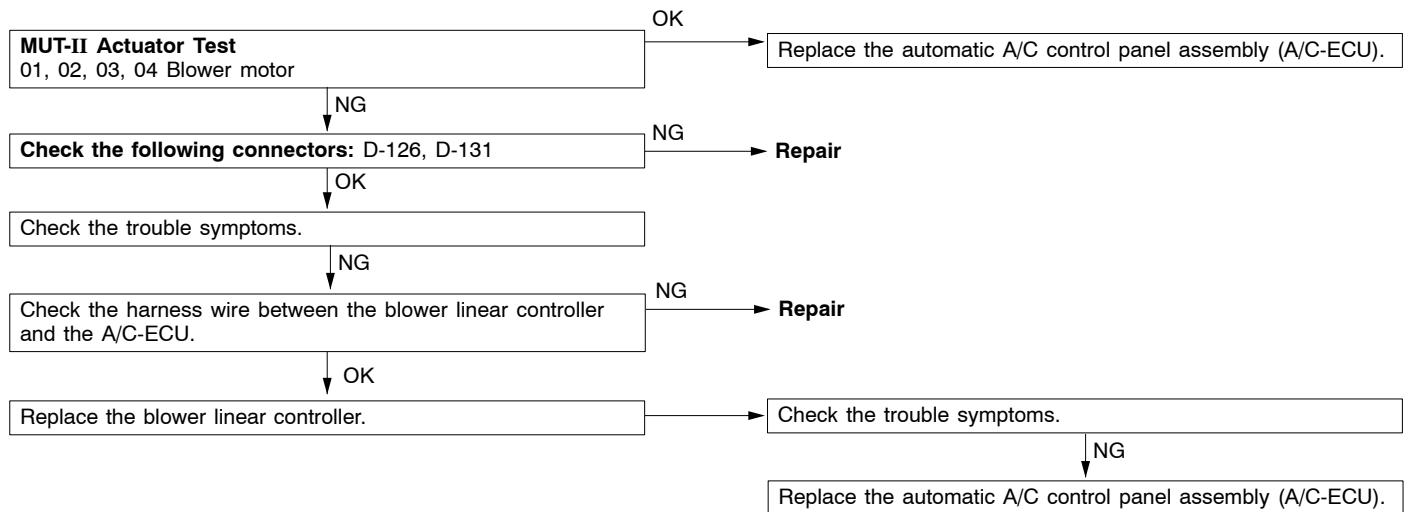 OK
MUT-II Actuator Test
01, 02, 03, 04 Blower motor
Replace the automatic A/C control panel assembly (A/C-ECU).
NG
Check the following connectors: D-126, D-131
NG
Repair
OK
Check the trouble symptoms.
NG
Check the harness wire between the blower linear controller
and the A/C-ECU.
NG
Repair
OK
Replace the blower linear controller.
Check the trouble symptoms.
NG
Replace the automatic A/C control panel assembly (A/C-ECU).